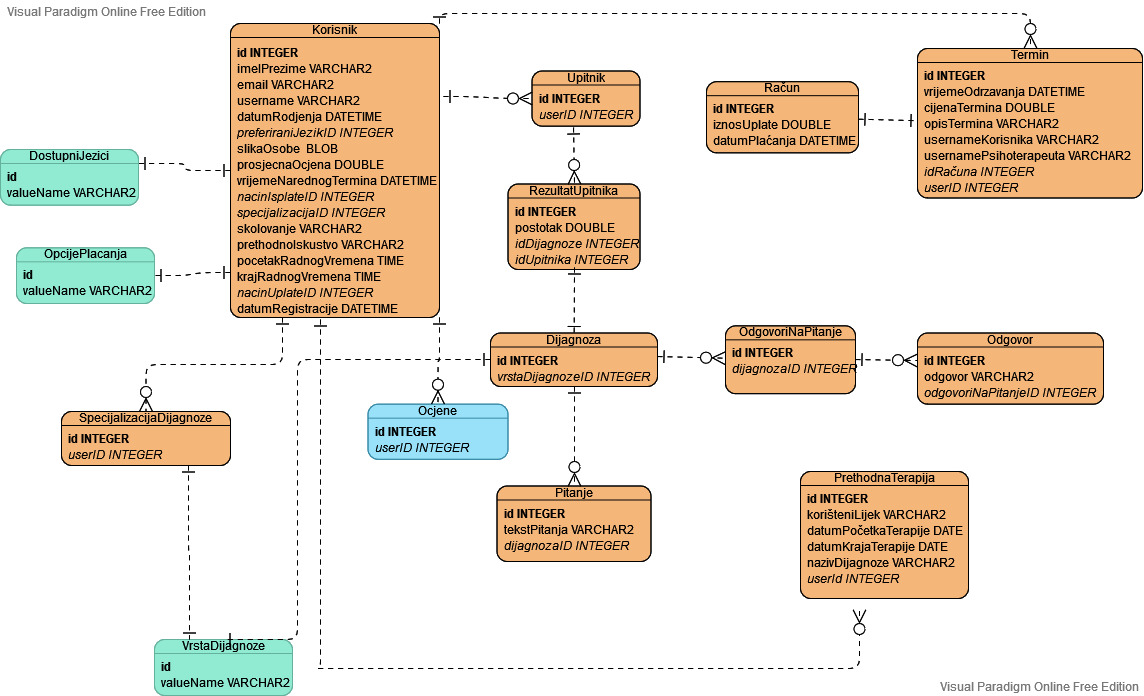 Visual Paradigm Online Free Edition
Korisnik
id INTEGER
imeIPrezime VARCHAR2
email VARCHAR2
username VARCHAR2
datumRodjenja DATETIME
preferiraniJezikID INTEGER
slikaOsobe BLOB
prosjecnaOcjena DOUBLE
vrijemeNarednogTermina DATETIME
nacinIsplateID INTEGER
specijalizacijaID INTEGER
skolovanje VARCHAR2
prethodnoIskustvo VARCHAR2
pocetakRadnogVremena TIME
krajRadnogVremena TIME
nacinUplateID INTEGER
datumRegistracije DATETIME
Upitnik
id INTEGER
userID INTEGER
Račun
id INTEGER
iznosUplate DOUBLE
datumPlaćanja DATETIME
Termin
id INTEGER
vrijemeOdrzavanja DATETIME
cijenaTermina DOUBLE
opisTermina VARCHAR2
usernameKorisnika VARCHAR2
usernamePsihoterapeuta VARCHAR2
idRačuna INTEGER
userID INTEGER
DostupniJezici
id
valueName VARCHAR2
RezultatUpitnika
id INTEGER
postotak DOUBLE
idDijagnoze INTEGER
idUpitnika INTEGER
OpcijePlacanja
id
valueName VARCHAR2
Dijagnoza
id INTEGER
vrstaDijagnozeID INTEGER
OdgovoriNaPitanje
id INTEGER
dijagnozaID INTEGER
Odgovor
id INTEGER
odgovor VARCHAR2
odgovoriNaPitanjeID INTEGER
SpecijalizacijaDijagnoze
id INTEGER
userID INTEGER
Ocjene
id INTEGER
userID INTEGER
Pitanje
id INTEGER
tekstPitanja VARCHAR2
dijagnozaID INTEGER
PrethodnaTerapija
id INTEGER
korišteniLijek VARCHAR2
datumPočetkaTerapije DATE
datumKrajaTerapije DATE
nazivDijagnoze VARCHAR2
userId INTEGER
VrstaDijagnoze
id
valueName VARCHAR2
Visual Paradigm Online Free Edition